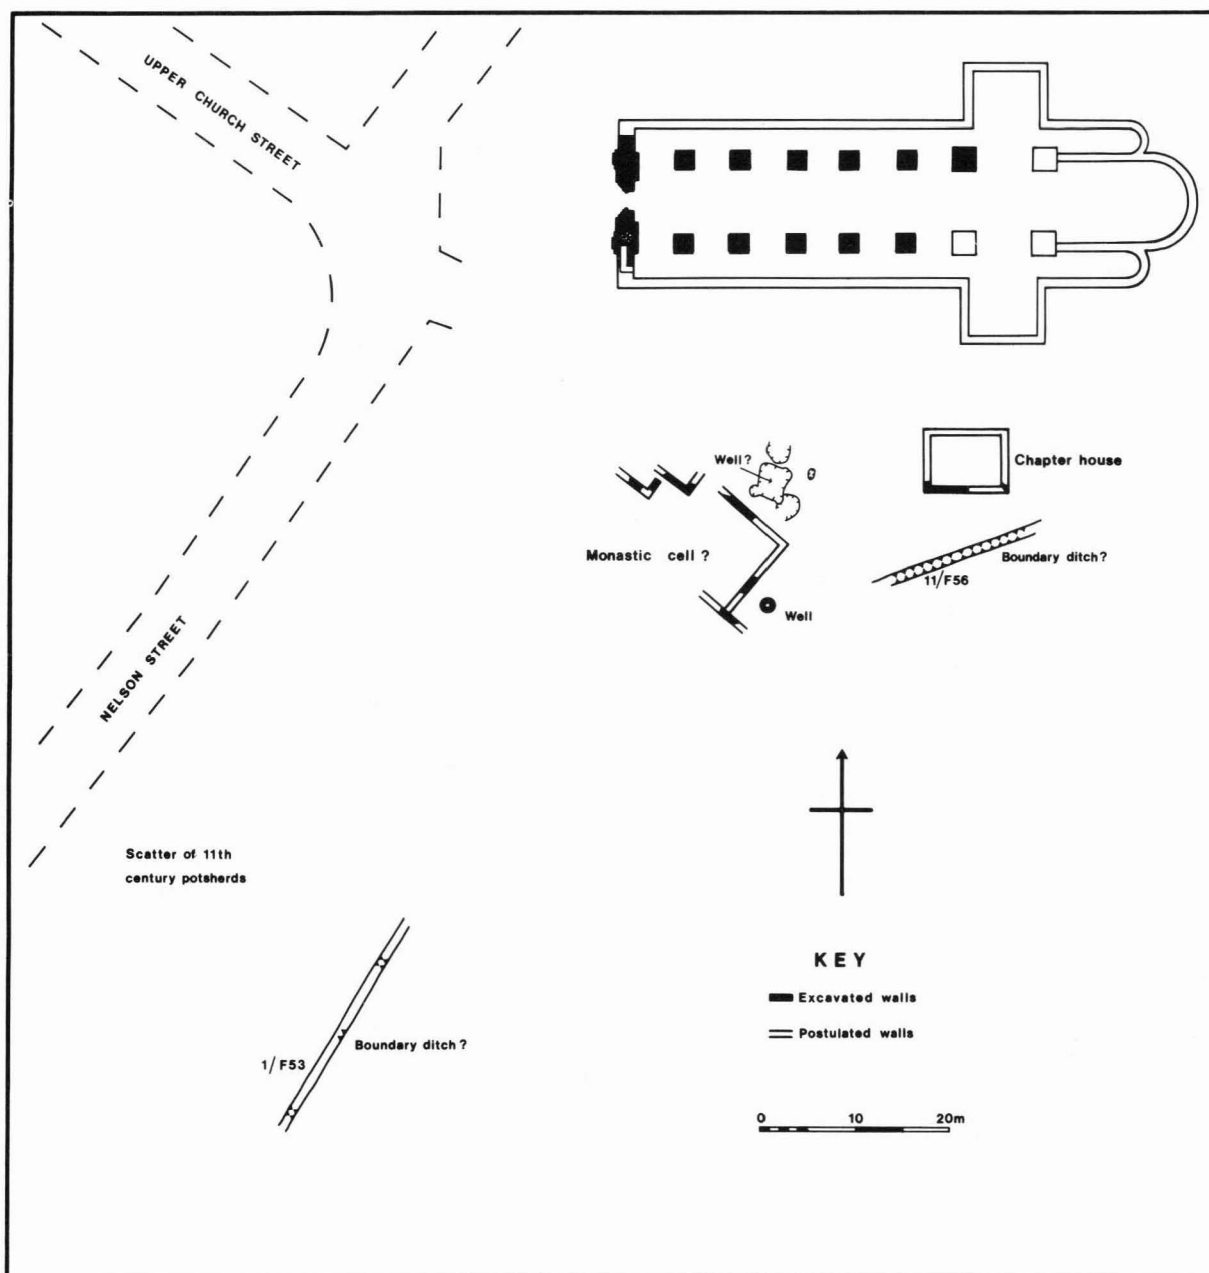 UPPER CHURCH STREET
Chapter house
Well?
Monastic cell ?
Boundary ditch?
11/F56
Well
NELSON STREET
Scatter of 11th
century potsherds
KEY
Excavated walls
Postulated walls
Boundary ditch ?
1/F53
0 10 20m